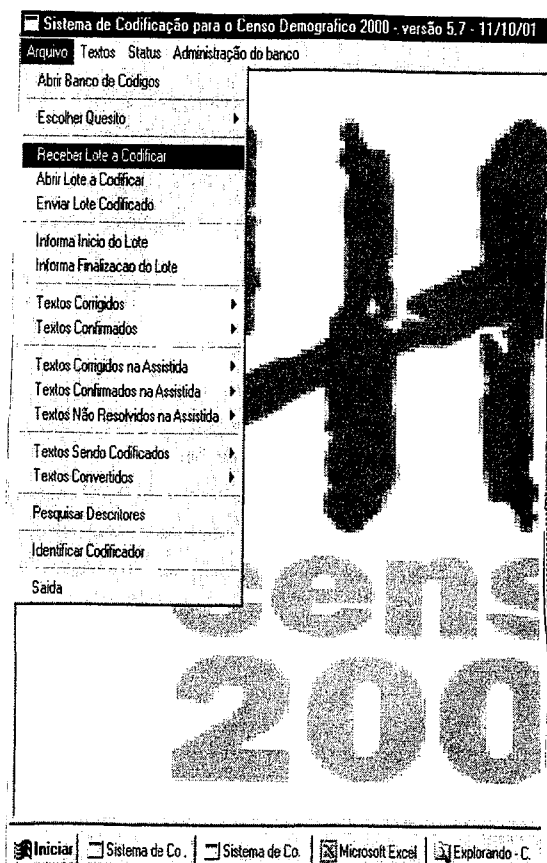 Sistema de Codificação para o Censo Demografico 2000 - versão 5.7 - 11/10/01
Arquivo Textos Status Administração do banco
Abrir Banco de Codigos
Escolher Quesito
Receber Lote a Codificar
Abrir Lote a Codificar
Enviar Lote Codificado
Informa Inicio do Lote
Informa Finalizacao do Lote
Textos Corrigidos
Textos Confirmados
Textos Corrigidos na Assistida
Textos Confirmados na Assistida
Textos Não Resolvidos na Assistida
Textos Sendo Codificados
Textos Convertidos
Pesquisar Descritores
Identificar Codificador
Saida
cens
200
Iniciar Sistema de Co.. Sistema de Co. Microsoft Excel Explorando - C.